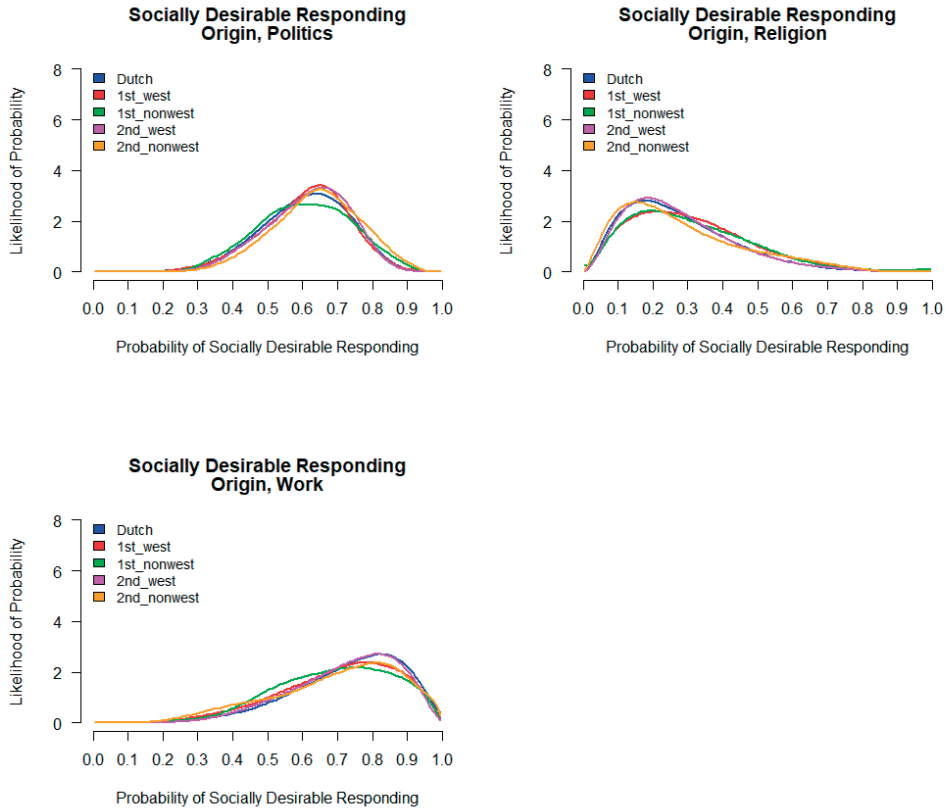 Socially Desirable Responding
Origin, Politics
Likelihood of Probability
8
6
4
2
0
Dutch
1st_west
1st_nonwest
2nd_west
2nd_nonwest
0.0 0.1 0.2 0.3 0.4 0.5 0.6 0.7 0.8 0.9 1.0
Probability of Socially Desirable Responding
Socially Desirable Responding
Origin, Religion
Likelihood of Probability
8
6
4
2
0
Dutch
1st_west
1st_nonwest
2nd_west
2nd_nonwest
0.0 0.1 0.2 0.3 0.4 0.5 0.6 0.7 0.8 0.9 1.0
Probability of Socially Desirable Responding
Socially Desirable Responding
Origin, Work
Likelihood of Probability
8
6
4
2
0
Dutch
1st_west
1st_nonwest
2nd_west
2nd_nonwest
0.0 0.1 0.2 0.3 0.4 0.5 0.6 0.7 0.8 0.9 1.0
Probability of Socially Desirable Responding